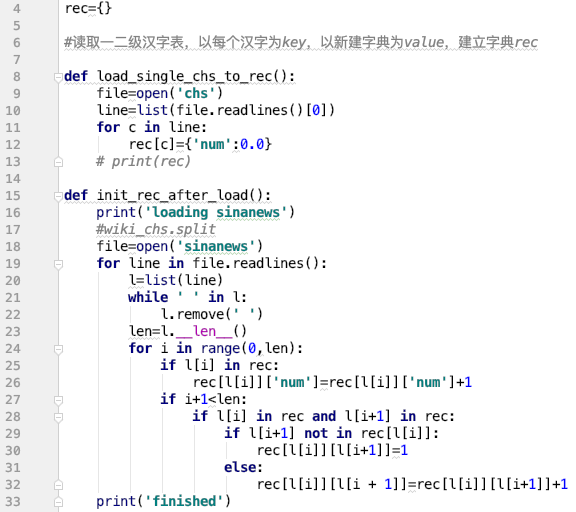 4 rec={}
5
6 #读取一二级汉字表，以每个汉字为key，以新建字典为value，建立字典rec
7
8 def load_single_chs_to_rec():
9     file=open('chs')
10     line=list(file.readlines()[0])
11     for c in line:
12         rec[c]={'num':0.0}
13     # print(rec)
14
15 def init_rec_after_load():
16     print('loading sinanews')
17     #wiki_chs.split
18     file=open('sinanews')
19     for line in file.readlines():
20         l=list(line)
21         while ' ' in l:
22             l.remove(' ')
23         len=l.__len__()
24         for i in range(0,len):
25             if l[i] in rec:
26                 rec[l[i]]['num']=rec[l[i]]['num']+1
27             if i+1<len:
28                 if l[i] in rec and l[i+1] in rec:
29                     if l[i+1] not in rec[l[i]]:
30                         rec[l[i]][l[i+1]]=1
31                     else:
32                         rec[l[i]][l[i + 1]]=rec[l[i]][l[i+1]]+1
33     print('finished')